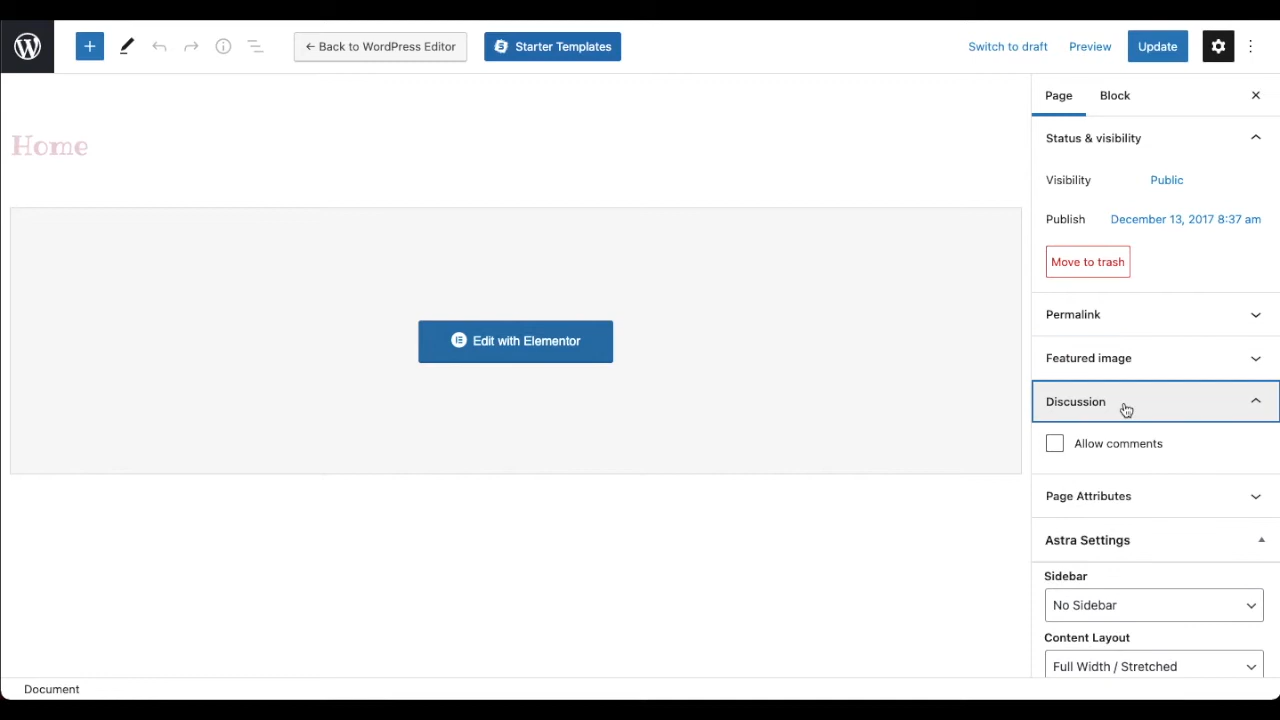 ← Back to WordPress Editor
Starter Templates
Switch to draft
Preview
Update
Page
Block
Home
Status & visibility
Visibility
Public
Publish
December 13, 2017 8:37 am
Move to trash
Permalink
Featured image
Edit with Elementor
Discussion
Allow comments
Page Attributes
Astra Settings
Sidebar
No Sidebar
Content Layout
Full Width / Stretched
Document